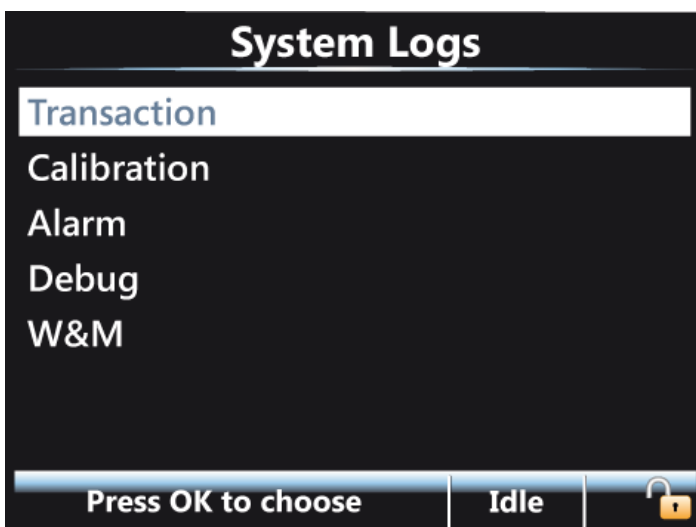 System Logs
Transaction
Calibration
Alarm
Debug
W&M
Press OK to choose Idle